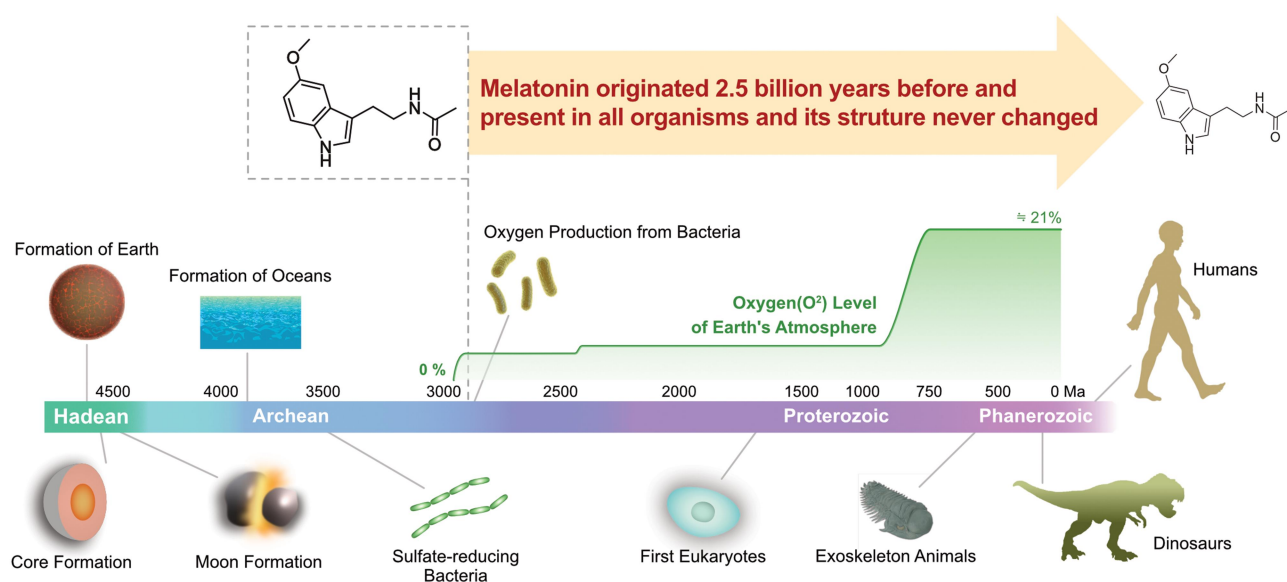 Melatonin originated 2.5 billion years before and
present in all organisms and its struture never changed
O
H
N
O
N
H
O
H
N
O
N
H
Formation of Earth
Formation of Oceans
Oxygen Production from Bacteria
≒ 21%
Humans
Oxygen(O²) Level
of Earth's Atmosphere
0 %
4500 4000 3500 3000 2500 2000 1500 1000 750 500 0 Ma
Hadean Archean Proterozoic Phanerozoic
Core Formation
Moon Formation
Sulfate-reducing
Bacteria
First Eukaryotes
Exoskeleton Animals
Dinosaurs